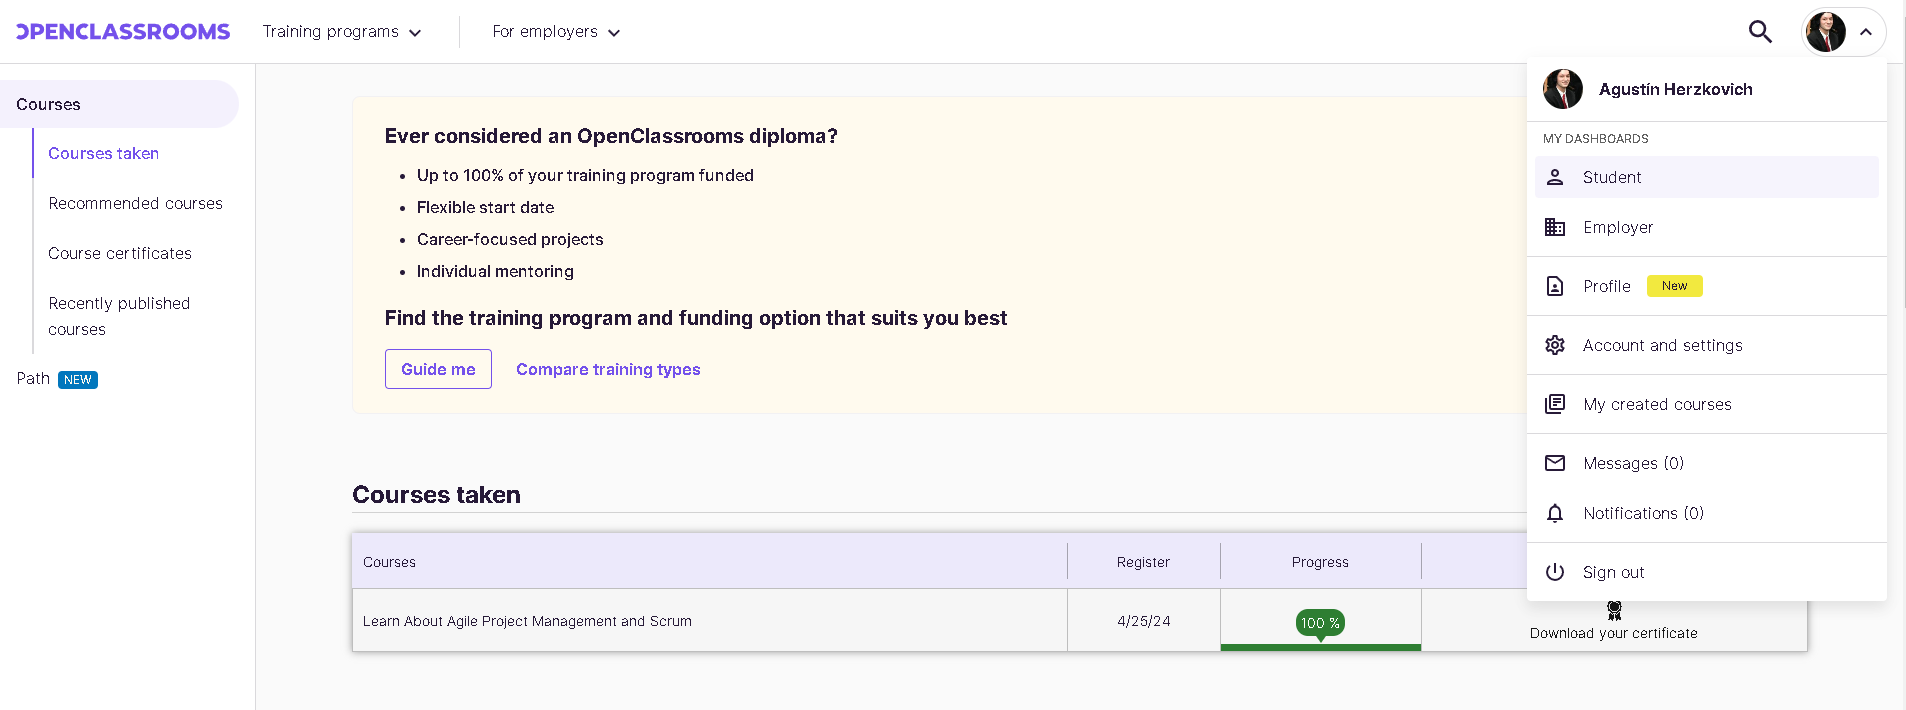 OPENCLASSROOMS
Training programs
For employers
Agustín Herzkovich
MY DASHBOARDS
Student
Employer
Profile
New
Account and settings
My created courses
Messages (0)
Notifications (0)
Sign out
Courses
Courses taken
Recommended courses
Course certificates
Recently published
courses
Path NEW
Ever considered an OpenClassrooms diploma?
• Up to 100% of your training program funded
• Flexible start date
• Career-focused projects
• Individual mentoring
Find the training program and funding option that suits you best
Guide me
Compare training types
Courses taken
Courses
Register
Progress
Learn About Agile Project Management and Scrum
4/25/24
100 %
Download your certificate